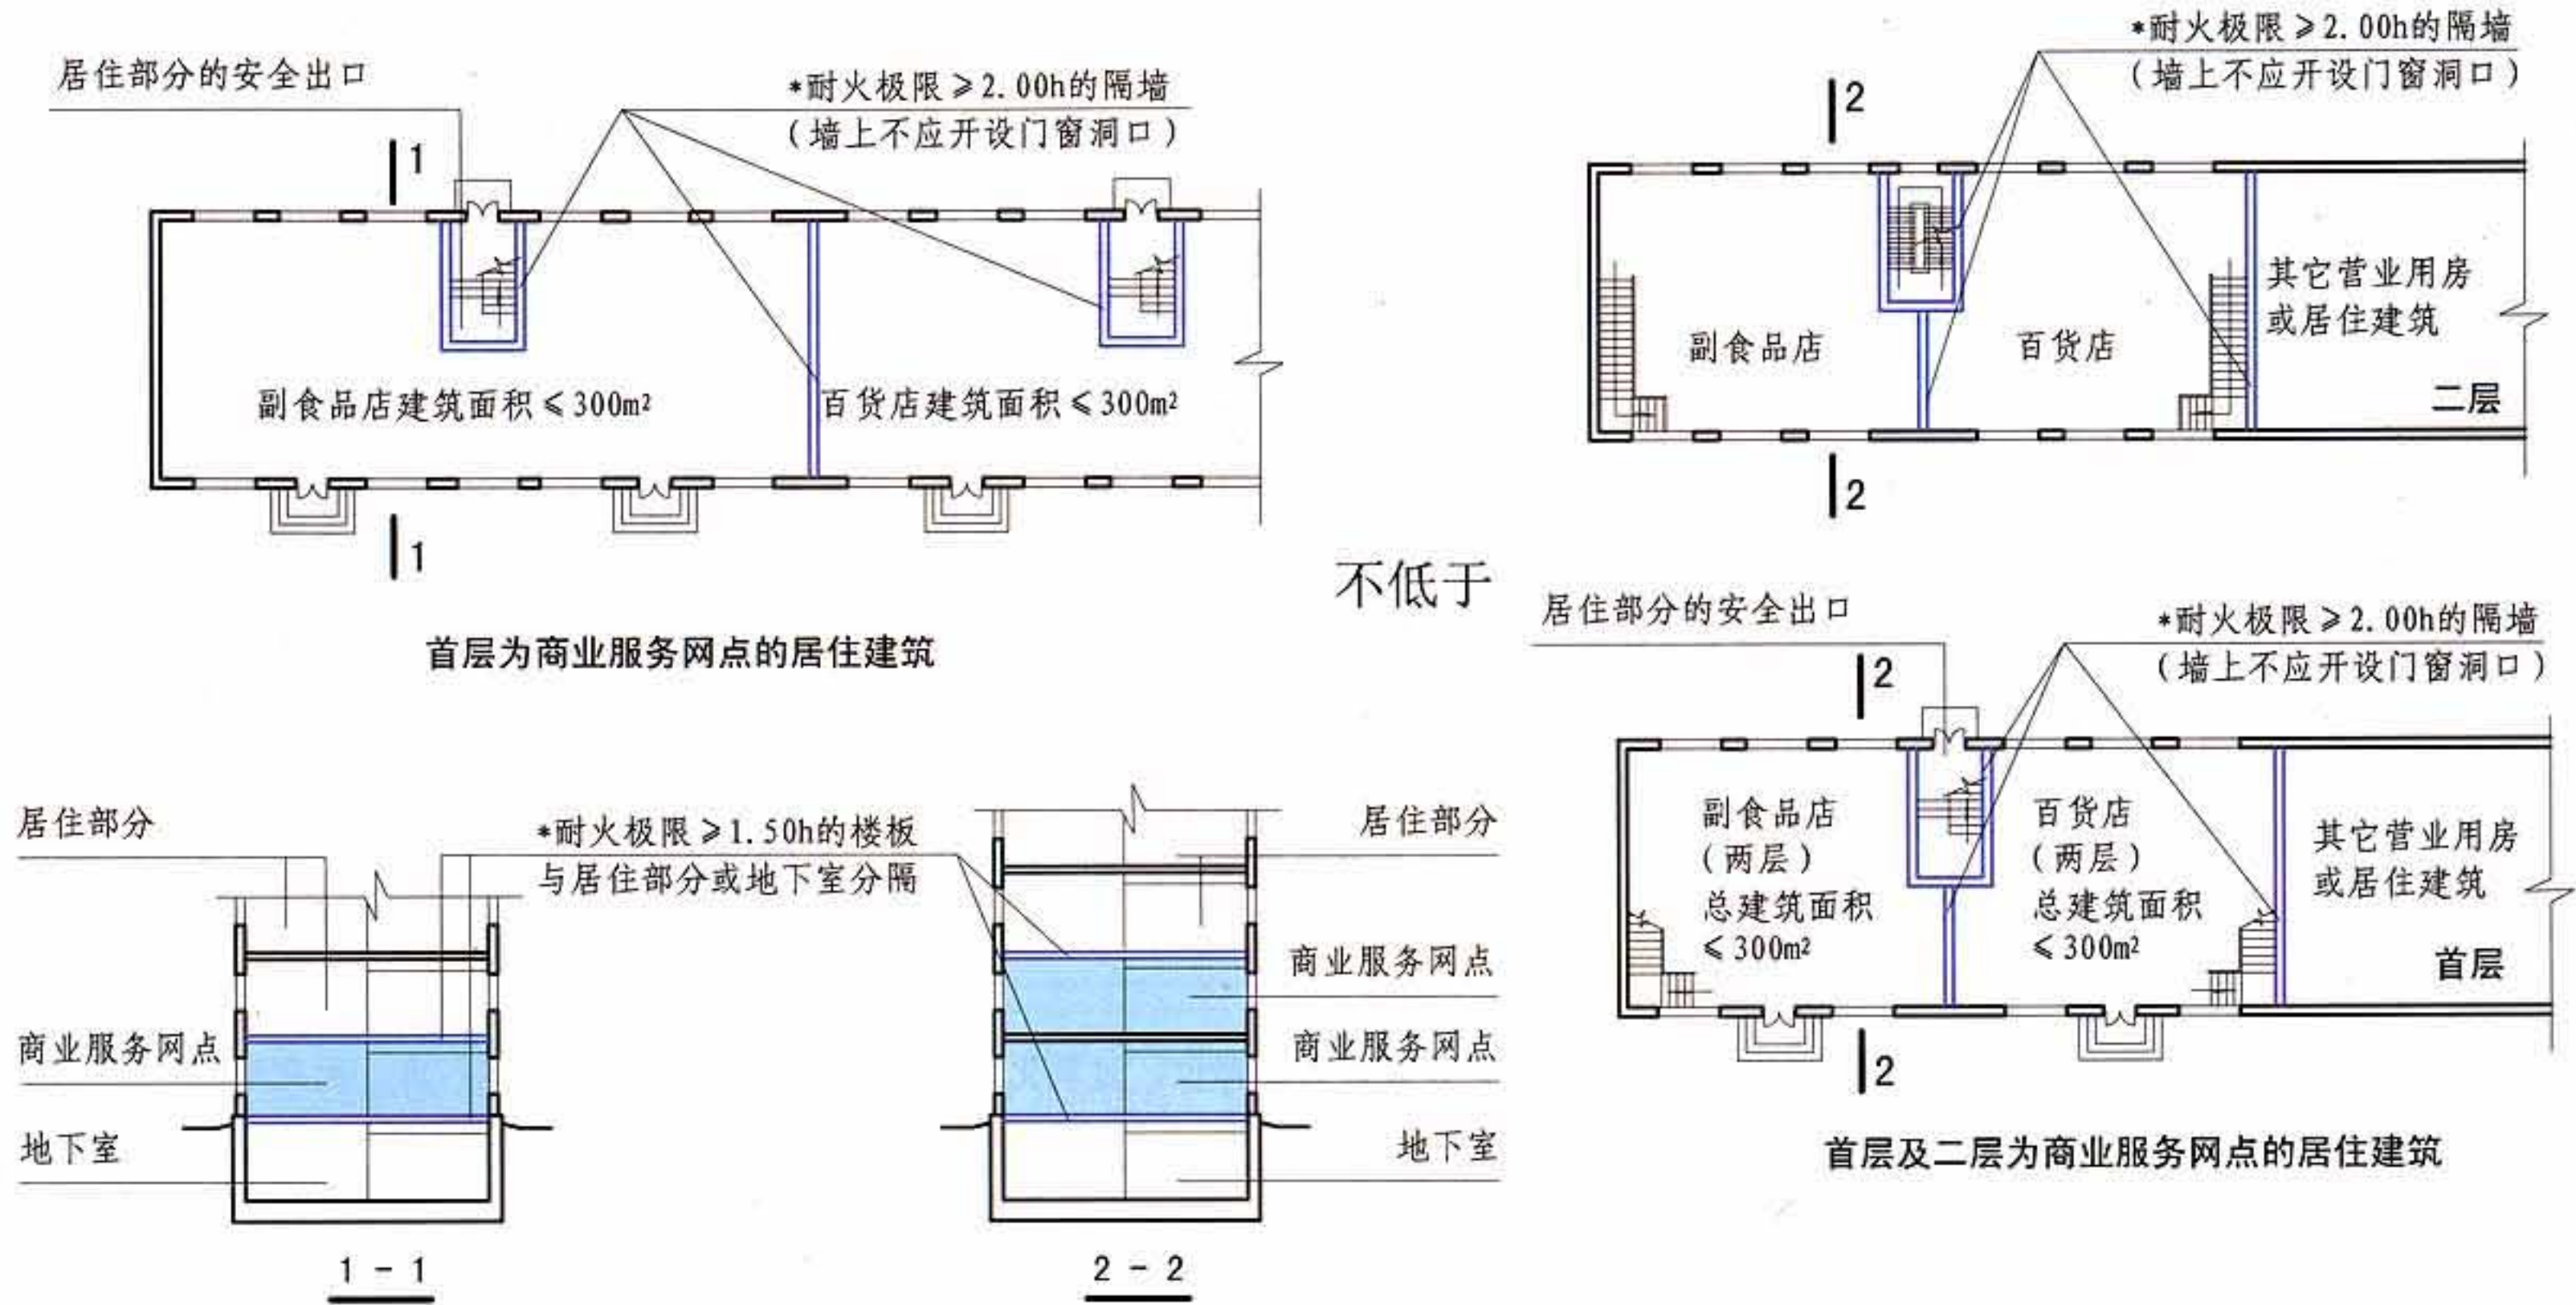 居住部分的安全出口
*耐火极限≥2.00h的隔墙
(墙上不应开设门窗洞口)
1
副食品店建筑面积≤300m²
百货店建筑面积≤300m²
1
首层为商业服务网点的居住建筑
*耐火极限≥2.00h的隔墙
(墙上不应开设门窗洞口)
2
副食品店
百货店
其它营业用房
或居住建筑
二层
2
不低于
居住部分的安全出口
*耐火极限≥2.00h的隔墙
(墙上不应开设门窗洞口)
2
副食品店
(两层)
总建筑面积
≤300m²
百货店
(两层)
总建筑面积
≤300m²
其它营业用房
或居住建筑
首层
2
首层及二层为商业服务网点的居住建筑
居住部分
商业服务网点
地下室
1-1
*耐火极限≥1.50h的楼板
与居住部分或地下室分隔
居住部分
商业服务网点
商业服务网点
地下室
2-2